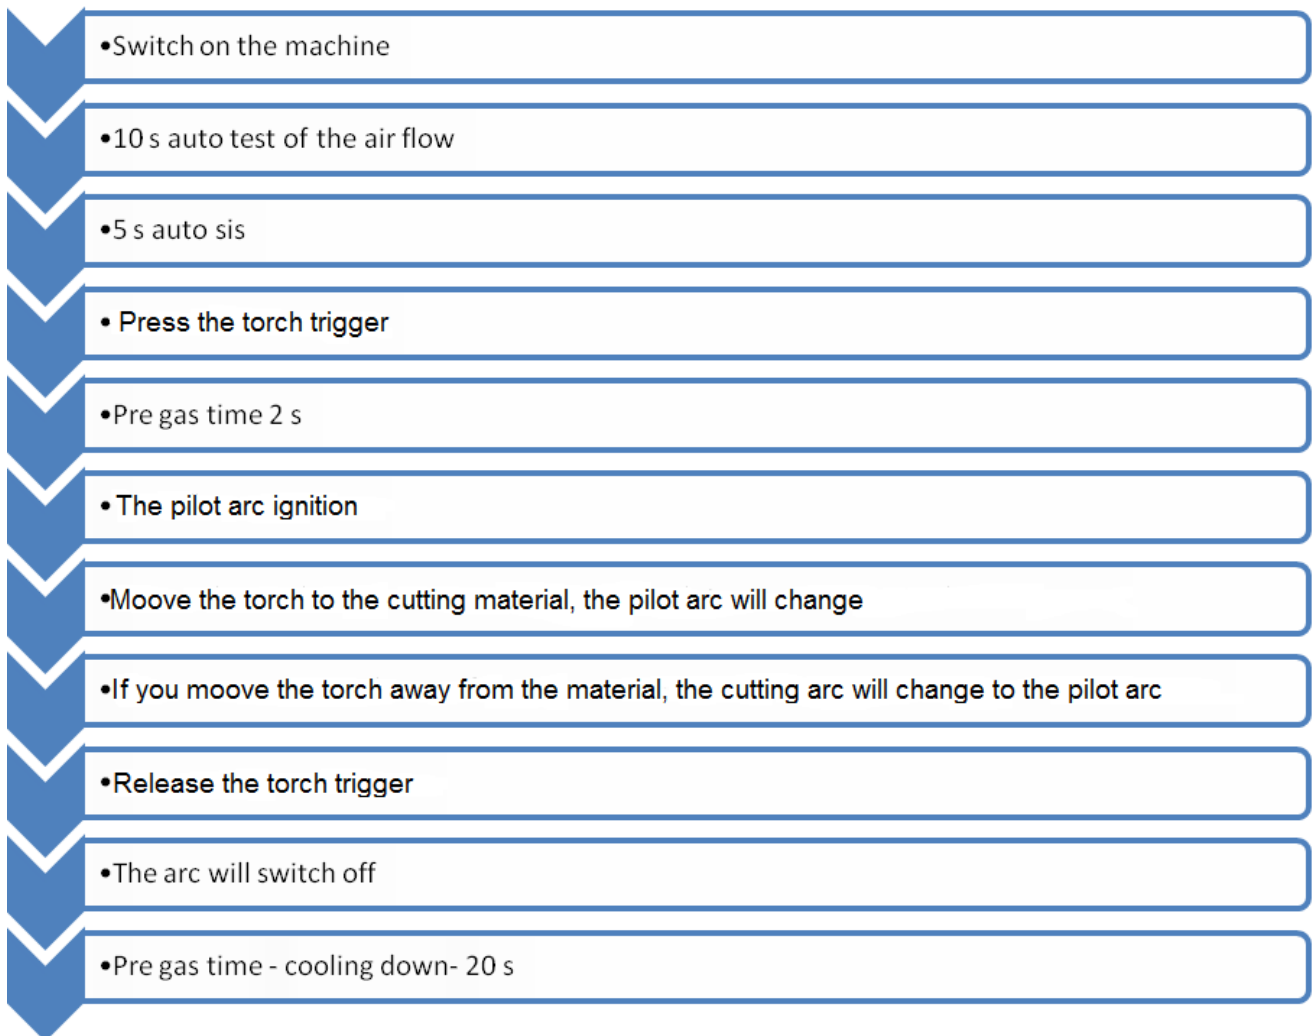 •Switch on the machine
•10 s auto test of the air flow
•5 s auto sis
• Press the torch trigger
•Pre gas time 2 s
• The pilot arc ignition
•Moove the torch to the cutting material, the pilot arc will change
•If you moove the torch away from the material, the cutting arc will change to the pilot arc
•Release the torch trigger
•The arc will switch off
•Pre gas time - cooling down- 20 s